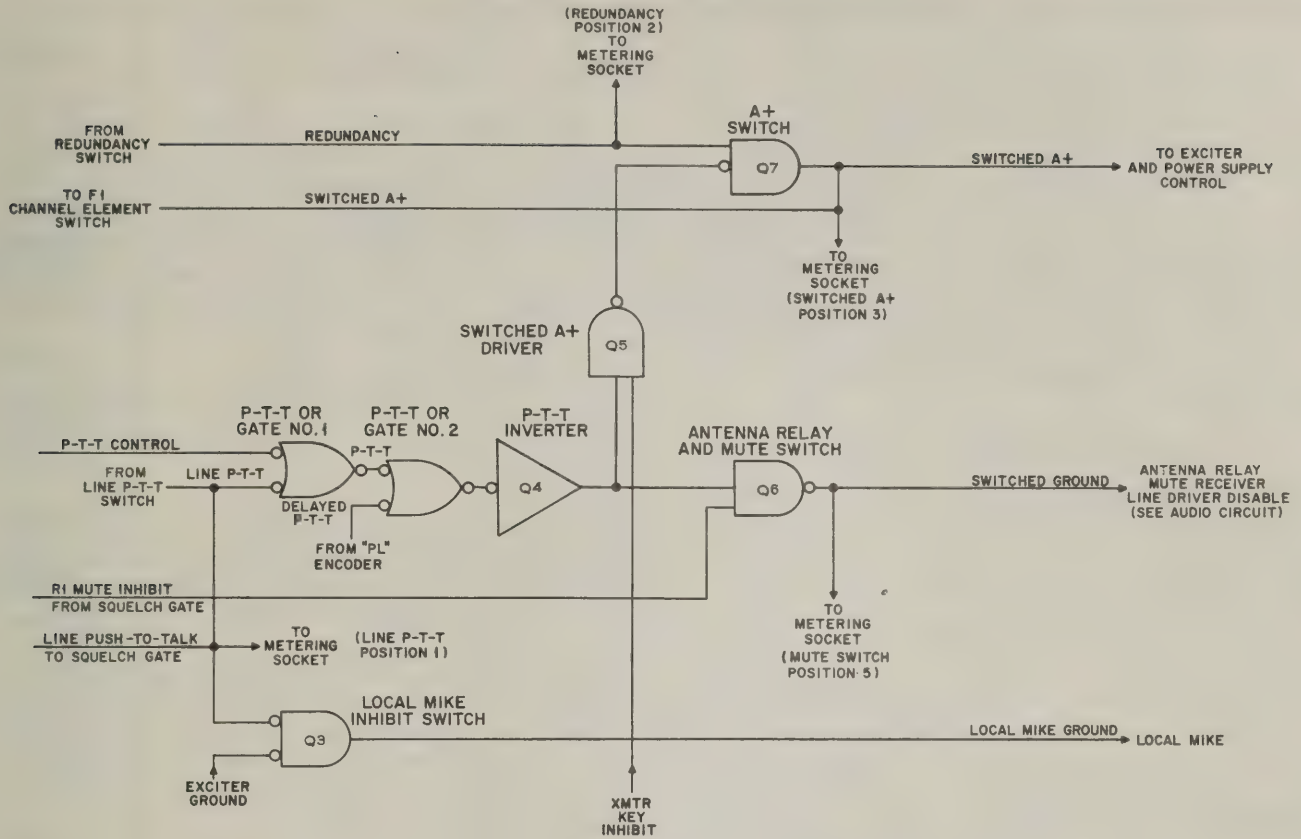 (REDUNDANCY
POSITION 2)
TO
METERING
SOCKET
A+
SWITCH
FROM
REDUNDANCY
SWITCH
REDUNDANCY
Q7
SWITCHED A+
TO EXCITER
AND POWER SUPPLY
CONTROL
TO F1
CHANNEL ELEMENT
SWITCH
SWITCHED A+
TO
METERING
SOCKET
(SWITCHED A+
POSITION 3)
SWITCHED A+
DRIVER
Q5
P-T-T OR
GATE NO. 1
P-T-T OR
GATE NO. 2
P-T-T
INVERTER
ANTENNA RELAY
AND MUTE SWITCH
P-T-T CONTROL
P-T-T
FROM
LINE P-T-T
SWITCH
LINE P-T-T
DELAYED
P-T-T
FROM "PL"
ENCODER
Q4
Q6
SWITCHED GROUND
ANTENNA RELAY
MUTE RECEIVER
LINE DRIVER DISABLE
(SEE AUDIO CIRCUIT)
R1 MUTE INHIBIT
FROM SQUELCH GATE
LINE PUSH-TO-TALK
TO SQUELCH GATE
TO
METERING
SOCKET
(LINE P-T-T
POSITION 1)
TO
METERING
SOCKET
(MUTE SWITCH
POSITION 5)
LOCAL MIKE
INHIBIT SWITCH
Q3
LOCAL MIKE GROUND
LOCAL MIKE
EXCITER
GROUND
XMTR
KEY
INHIBIT